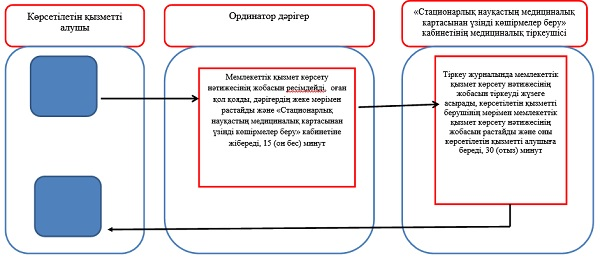 Көрсетілетін қызметті
алушы
Ординатор дәрігер
«Стационарлық науқастың медициналық
картасынан үзінді көшірмелер беру»
кабинетінің медициналық тіркеушісі
Мемлекеттік қызмет көрсету
нәтижесінің жобасын ресімдейді, оған
қол қояды, дәрігердің жеке мөрімен
растайды және «Стационарлық
науқастың медициналық картасынан
үзінді көшірмелер беру» кабинетіне
жібереді, 15 (он бес) минут
Тіркеу журналында мемлекеттік
қызмет көрсету нәтижесінің
жобасын тіркеуді жүзеге
асырады, көрсетілетін қызметті
берушінің мөрімен мемлекеттік
қызмет көрсету нәтижесінің
жобасын растайды және оны
көрсетілетін қызметті алушыға
береді, 30 (отыз) минут